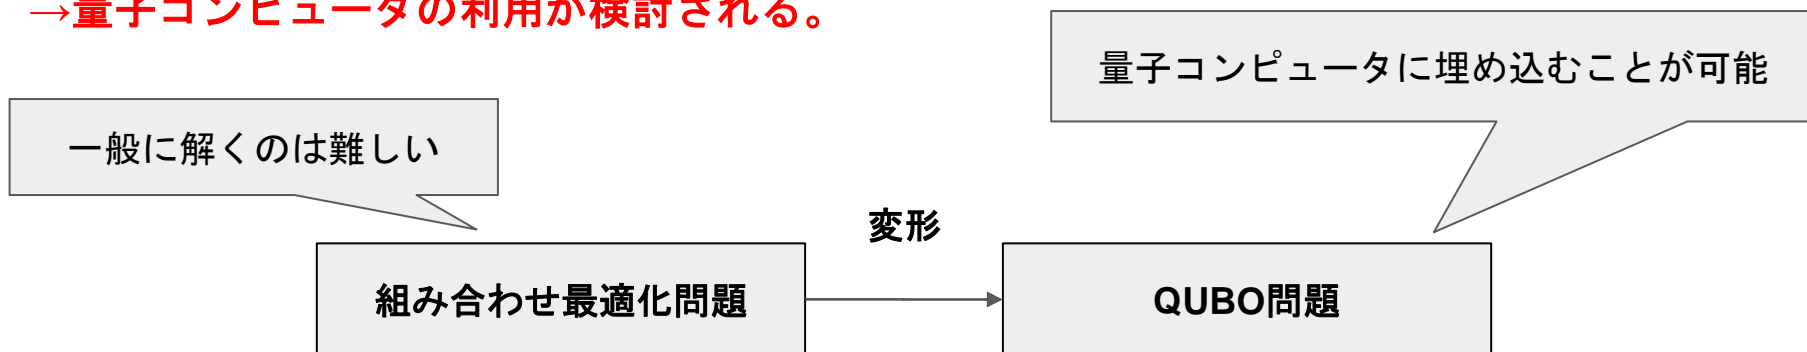 →量子コンピュータの利用が検討される。
量子コンピュータに埋め込むことが可能
一般に解くのは難しい
変形
組み合わせ最適化問題
QUBO問題